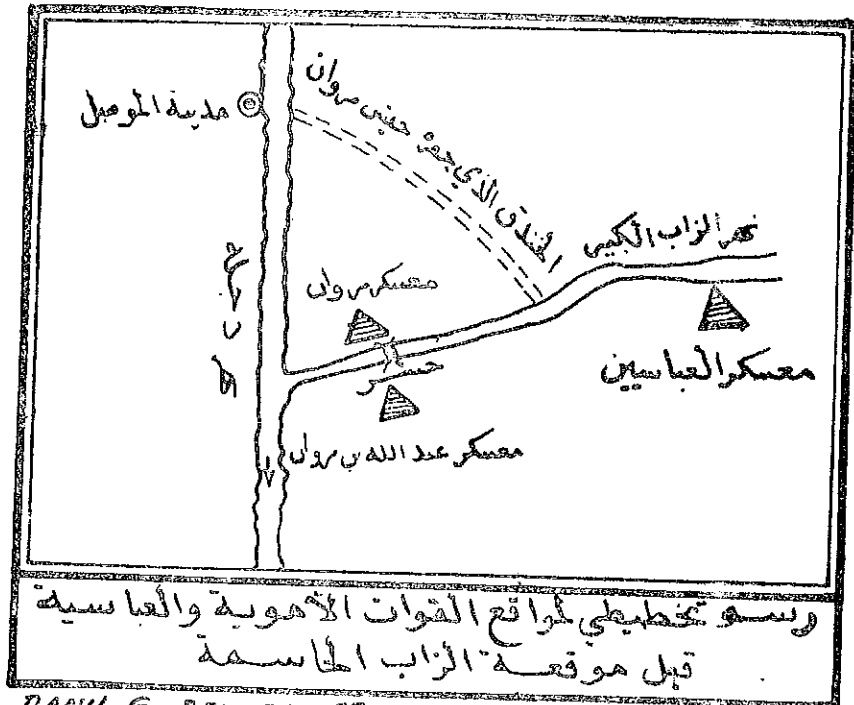 مدينة الموصل
الخندق الذي حفره جيش مروان
نهر الزاب الكبير
دجلة
معسكر مروان
جسر
معسكر العباسيين
معسكر عبد الله بن مروان
رسم تخطيطي لمواقع القوات الأموية والعباسية
قبل موقعة الزاب الحاسمة